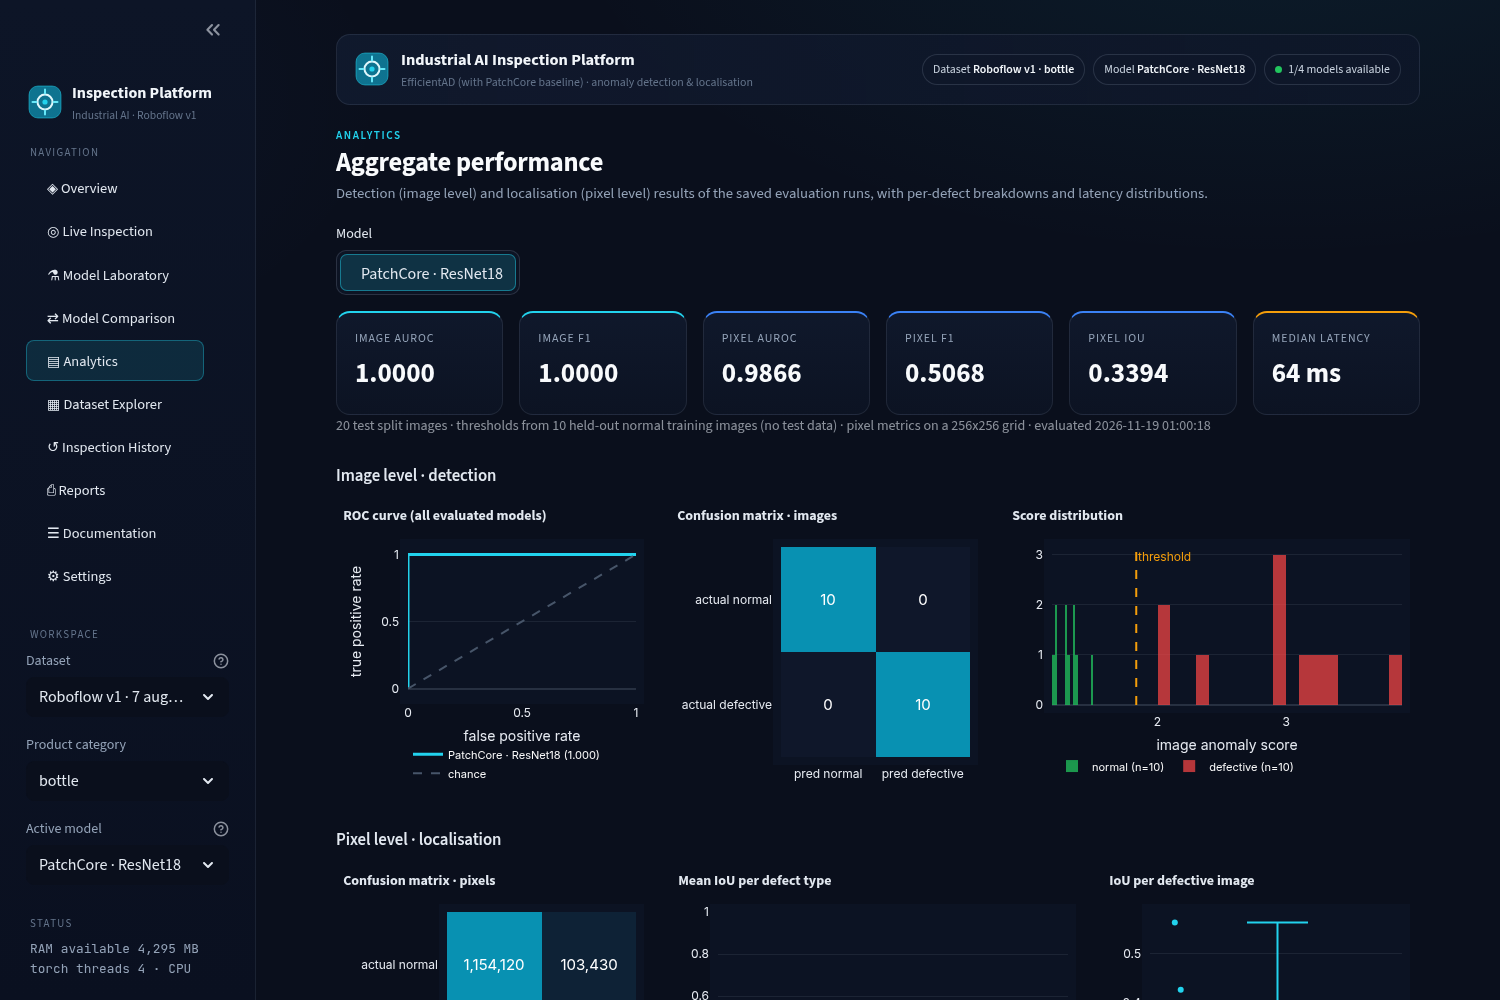 Inspection Platform
Industrial AI · Roboflow v1
NAVIGATION
◈ Overview
◎ Live Inspection
⚗ Model Laboratory
⇄ Model Comparison
▤ Analytics
▦ Dataset Explorer
↺ Inspection History
⎙ Reports
☰ Documentation
⚙ Settings
WORKSPACE
Dataset
Roboflow v1 · 7 aug…
Product category
bottle
Active model
PatchCore · ResNet18
STATUS
RAM available 4,295 MB
torch threads 4 · CPU
Industrial AI Inspection Platform
EfficientAD (with PatchCore baseline) · anomaly detection & localisation
Dataset Roboflow v1 · bottle
Model PatchCore · ResNet18
1/4 models available
ANALYTICS
Aggregate performance
Detection (image level) and localisation (pixel level) results of the saved evaluation runs, with per-defect breakdowns and latency distributions.
Model
PatchCore · ResNet18
IMAGE AUROC
1.0000
IMAGE F1
1.0000
PIXEL AUROC
0.9866
PIXEL F1
0.5068
PIXEL IOU
0.3394
MEDIAN LATENCY
64 ms
20 test split images · thresholds from 10 held-out normal training images (no test data) · pixel metrics on a 256x256 grid · evaluated 2026-11-19 01:00:18
Image level · detection
ROC curve (all evaluated models)
true positive rate
1
0.5
0
0
0.5
1
false positive rate
PatchCore · ResNet18 (1.000)
chance
Confusion matrix · images
actual normal
10
0
actual defective
0
10
pred normal
pred defective
Score distribution
threshold
3
2
1
0
2
3
image anomaly score
normal (n=10)
defective (n=10)
Pixel level · localisation
Confusion matrix · pixels
actual normal
1,154,120
103,430
Mean IoU per defect type
1
0.8
0.6
IoU per defective image
0.5